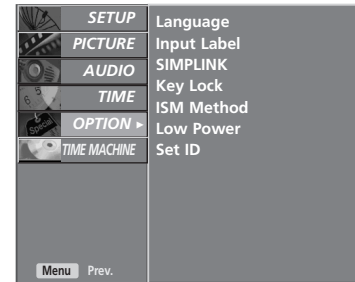 SETUP
PICTURE
AUDIO
TIME
OPTION
TIME MACHINE
Language
Input Label
SIMPLINK
Key Lock
ISM Method
Low Power
Set ID
Menu Prev.